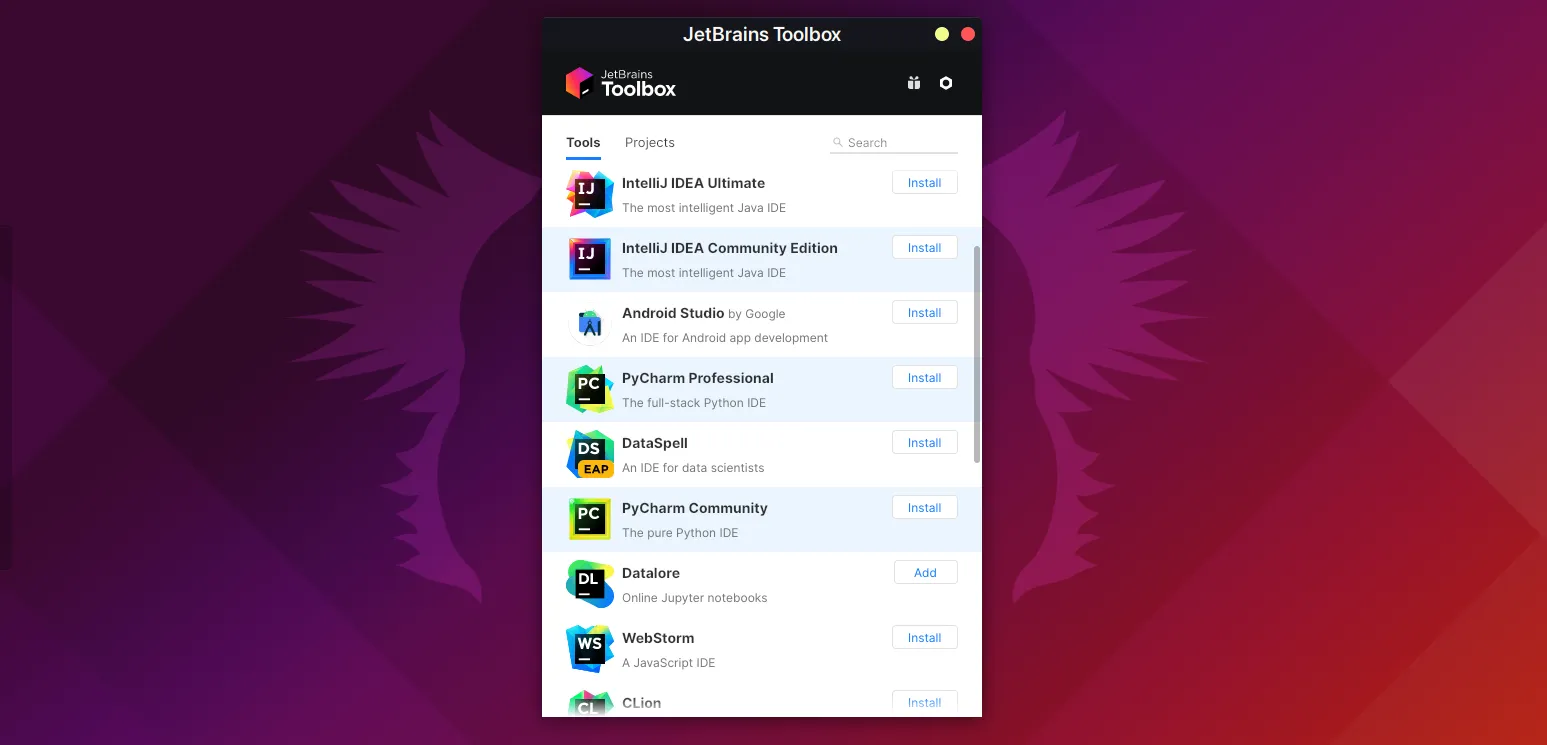 JetBrains Toolbox
JetBrains
Toolbox
Tools Projects Search
IJ IntelliJ IDEA Ultimate Install
The most intelligent Java IDE
IJ IntelliJ IDEA Community Edition Install
The most intelligent Java IDE
Android Studio by Google Install
An IDE for Android app development
PC PyCharm Professional Install
The full-stack Python IDE
DS DataSpell Install
EAP An IDE for data scientists
PC PyCharm Community Install
The pure Python IDE
DL Datalore Add
Online Jupyter notebooks
WS WebStorm Install
A JavaScript IDE
CL CLion Install